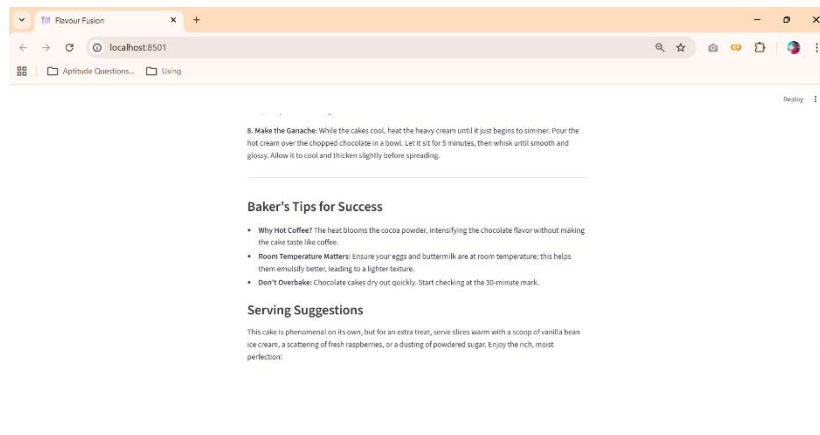 Flavour Fusion
localhost:8501
Aptitude Questions... Using
Deploy
8. Make the Ganache: While the cakes cool, heat the heavy cream until it just begins to simmer. Pour the
hot cream over the chopped chocolate in a bowl. Let it sit for 5 minutes, then whisk until smooth and
glossy. Allow it to cool and thicken slightly before spreading.
Baker's Tips for Success
• Why Hot Coffee? The heat blooms the cocoa powder, intensifying the chocolate flavor without making
the cake taste like coffee.
• Room Temperature Matters: Ensure your eggs and buttermilk are at room temperature; this helps
them emulsify better, leading to a lighter texture.
• Don't Overbake: Chocolate cakes dry out quickly. Start checking at the 30-minute mark.
Serving Suggestions
This cake is phenomenal on its own, but for an extra treat, serve slices warm with a scoop of vanilla bean
ice cream, a scattering of fresh raspberries, or a dusting of powdered sugar. Enjoy the rich, moist
perfection!